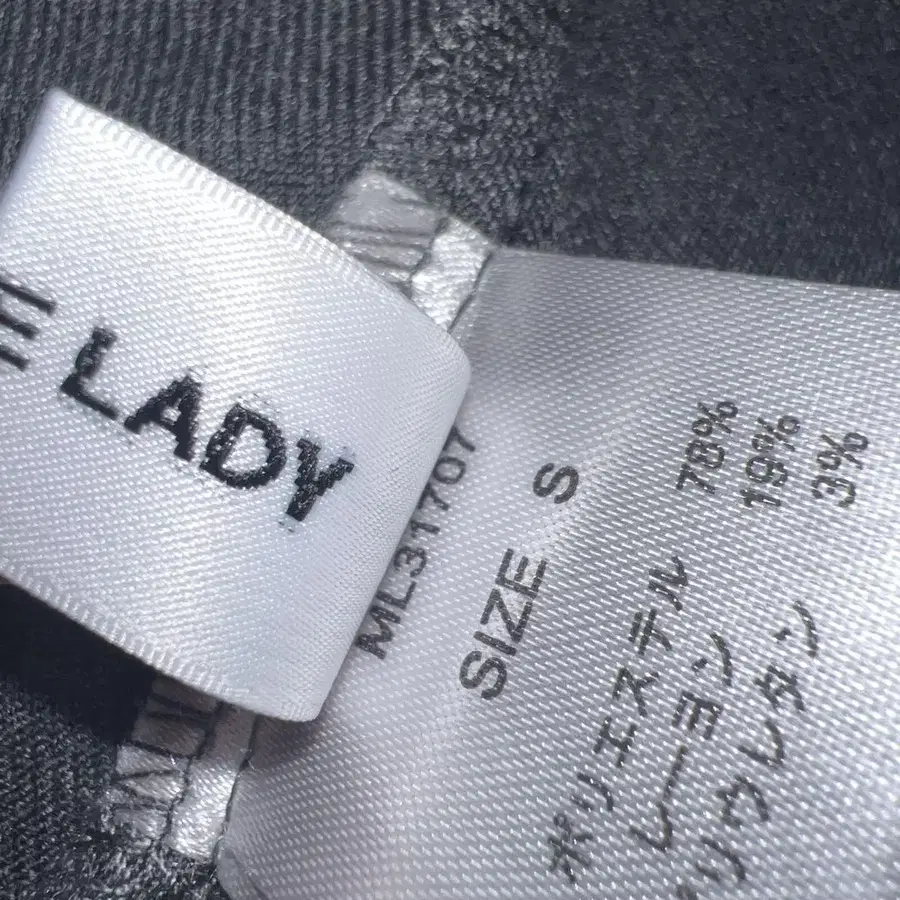 E LADY
ML31707
SIZE S
ポリエステル 78%
レーヨン 19%
リウレタン 3%